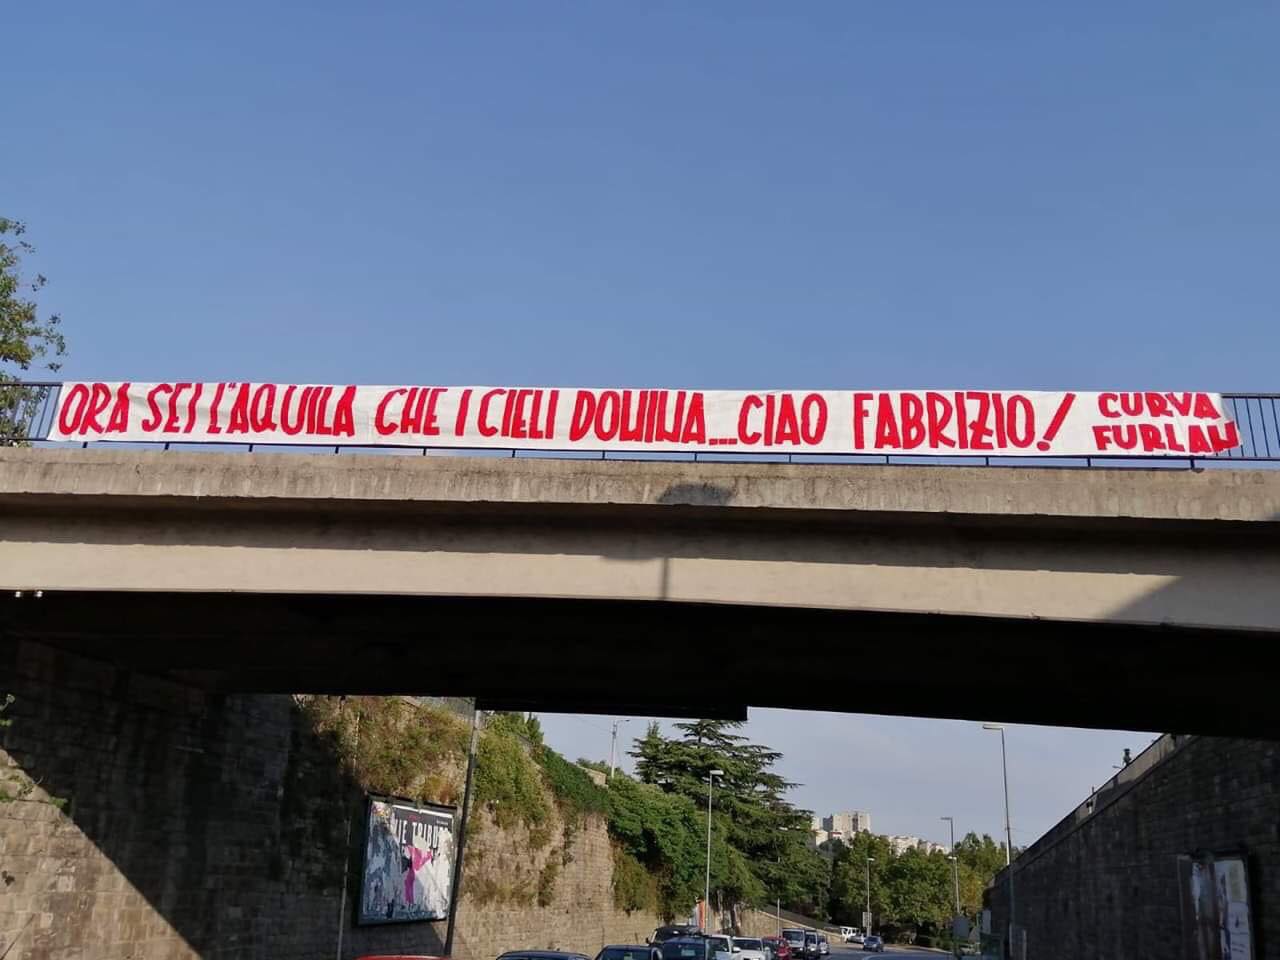 ORA SEI L'AQUILA CHE I CIELI DOMINA...CIAO FABRIZIO!
CURVA
FURLAN